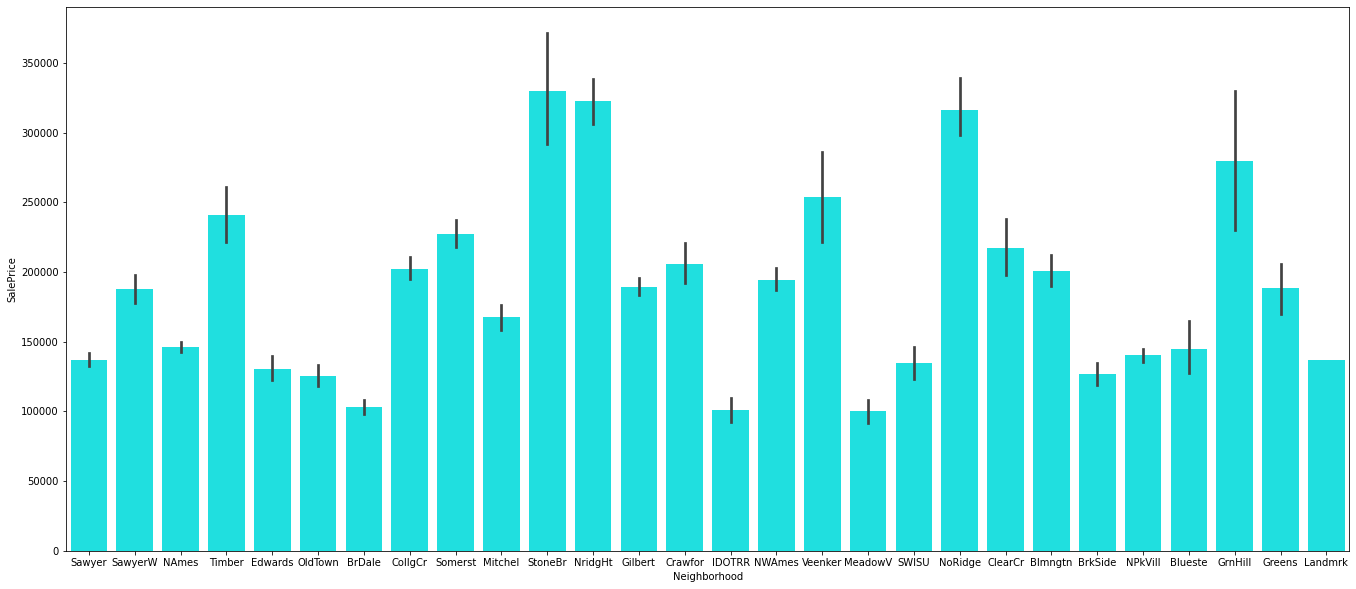 350000
300000
250000
200000
150000
100000
50000
0
SalePrice
Sawyer SawyerW NAmes Timber Edwards OldTown BrDale CollgCr Somerst Mitchel StoneBr NridgHt Gilbert Crawfor IDOTRR NWAmes Veenker MeadowV SWISU NoRidge ClearCr Blmngtn BrkSide NPkVill Blueste GrnHill Greens Landmrk
Neighborhood